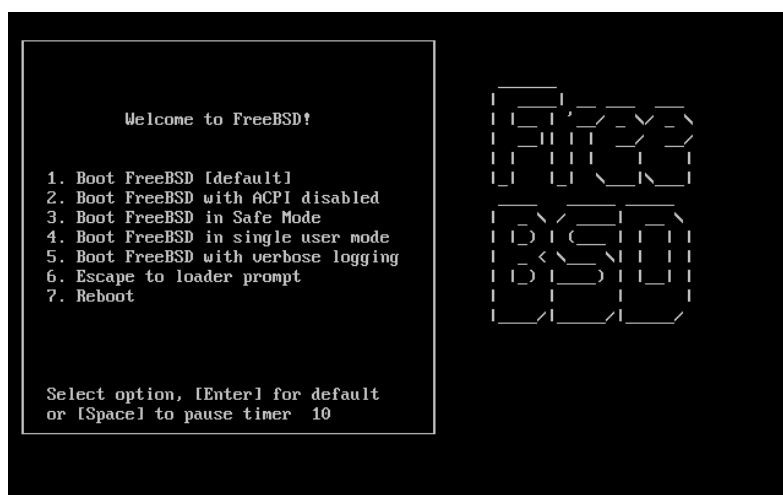 Welcome to FreeBSD!
1. Boot FreeBSD [default]
2. Boot FreeBSD with ACPI disabled
3. Boot FreeBSD in Safe Mode
4. Boot FreeBSD in single user mode
5. Boot FreeBSD with verbose logging
6. Escape to loader prompt
7. Reboot
Select option, [Enter] for default
or [Space] to pause timer  10
Free
BSD